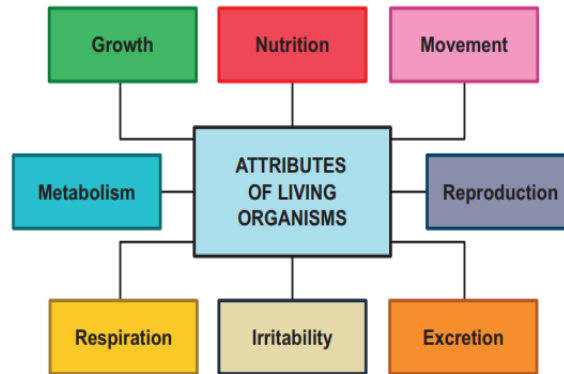 Growth
Nutrition
Movement
Metabolism
ATTRIBUTES
OF LIVING
ORGANISMS
Reproduction
Respiration
Irritability
Excretion